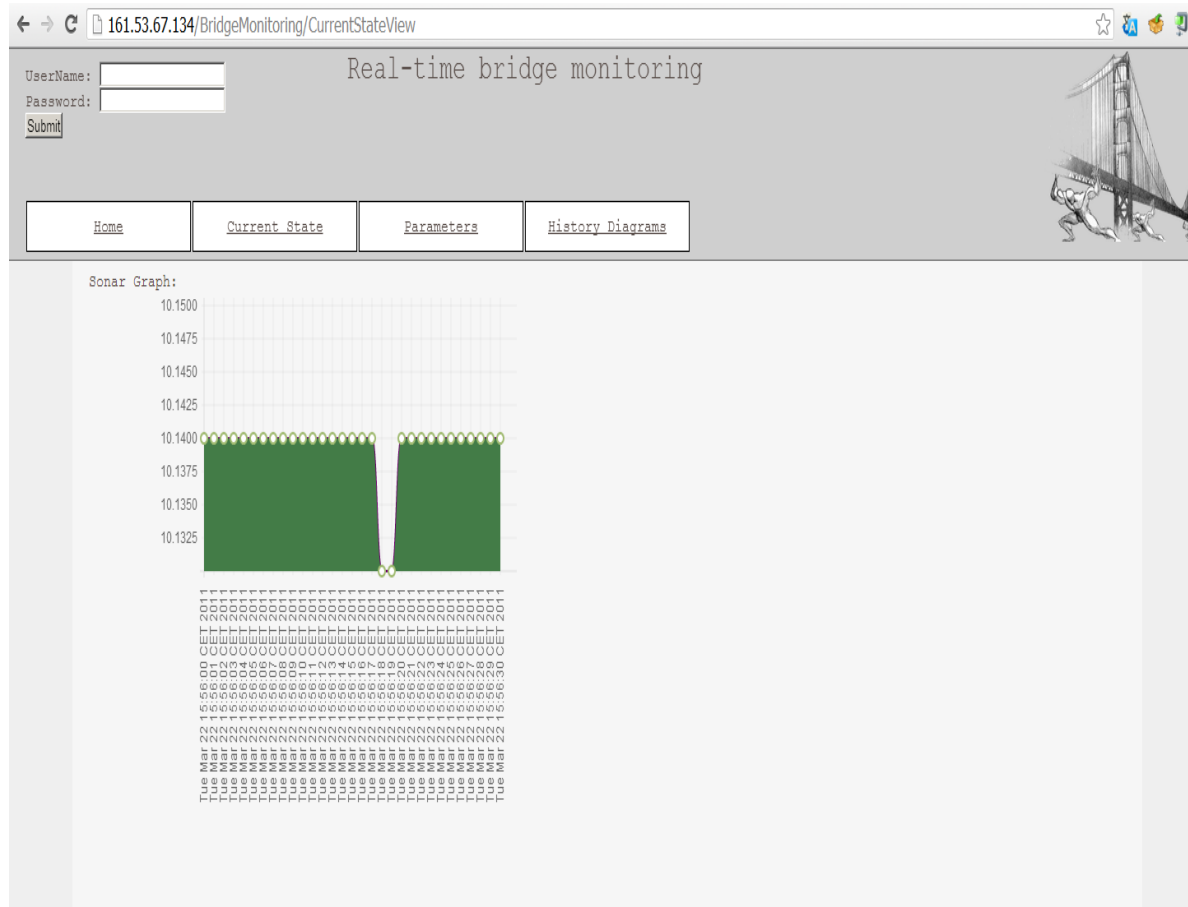 161.53.67.134/BridgeMonitoring/CurrentStateView
Real-time bridge monitoring
UserName:
Password:
Submit
Home Current State Parameters History Diagrams
Sonar Graph:
10.1500
10.1475
10.1450
10.1425
10.1400
10.1375
10.1350
10.1325
Tue Mar 22 15:56:00 CET 2011
Tue Mar 22 15:56:01 CET 2011
Tue Mar 22 15:56:02 CET 2011
Tue Mar 22 15:56:03 CET 2011
Tue Mar 22 15:56:04 CET 2011
Tue Mar 22 15:56:05 CET 2011
Tue Mar 22 15:56:06 CET 2011
Tue Mar 22 15:56:07 CET 2011
Tue Mar 22 15:56:08 CET 2011
Tue Mar 22 15:56:09 CET 2011
Tue Mar 22 15:56:10 CET 2011
Tue Mar 22 15:56:11 CET 2011
Tue Mar 22 15:56:12 CET 2011
Tue Mar 22 15:56:13 CET 2011
Tue Mar 22 15:56:14 CET 2011
Tue Mar 22 15:56:15 CET 2011
Tue Mar 22 15:56:16 CET 2011
Tue Mar 22 15:56:17 CET 2011
Tue Mar 22 15:56:18 CET 2011
Tue Mar 22 15:56:19 CET 2011
Tue Mar 22 15:56:20 CET 2011
Tue Mar 22 15:56:21 CET 2011
Tue Mar 22 15:56:22 CET 2011
Tue Mar 22 15:56:23 CET 2011
Tue Mar 22 15:56:24 CET 2011
Tue Mar 22 15:56:25 CET 2011
Tue Mar 22 15:56:26 CET 2011
Tue Mar 22 15:56:27 CET 2011
Tue Mar 22 15:56:28 CET 2011
Tue Mar 22 15:56:29 CET 2011
Tue Mar 22 15:56:30 CET 2011